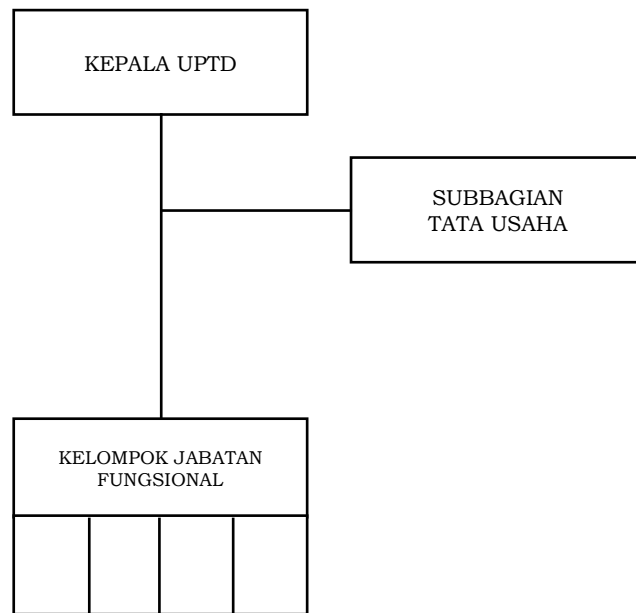 KEPALA UPTD
SUBBAGIAN
TATA USAHA
KELOMPOK JABATAN
FUNGSIONAL